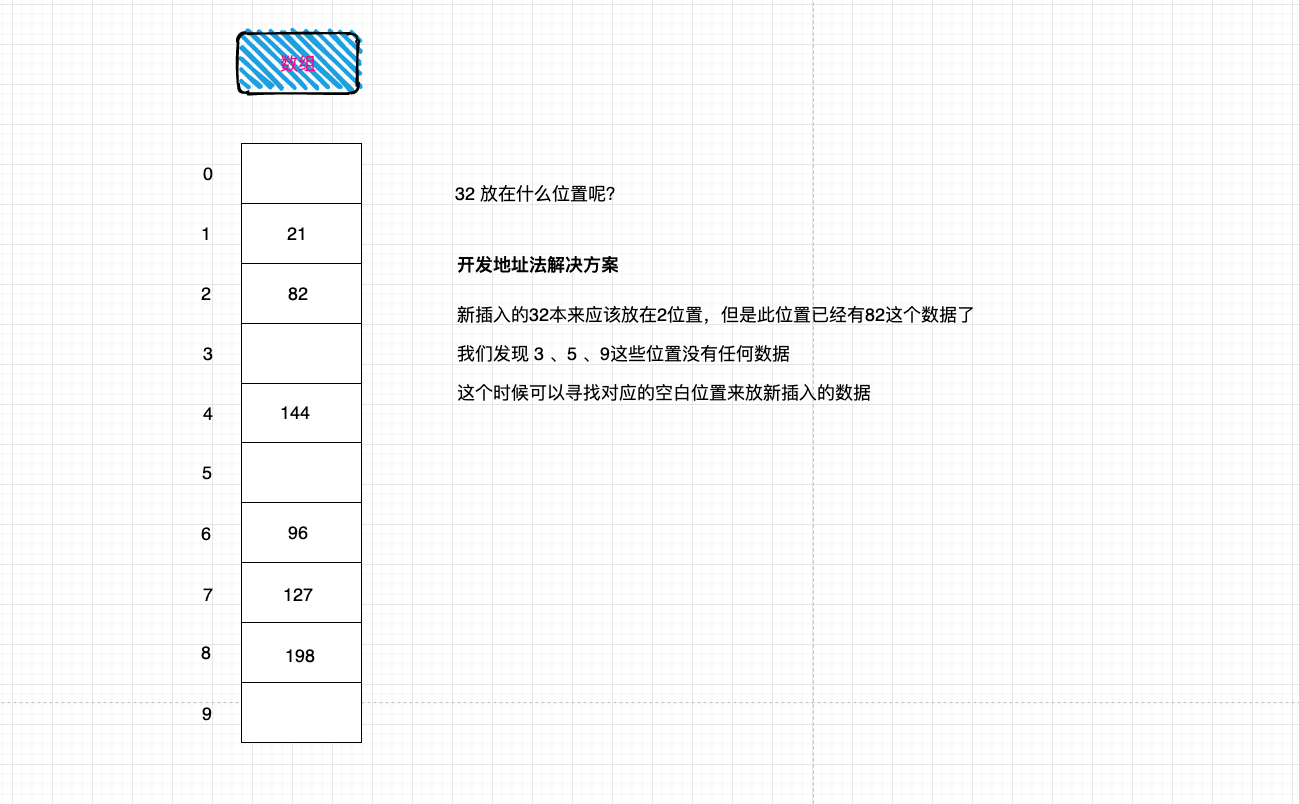 数组
0
32 放在什么位置呢？
1 21
开发地址法解决方案
2 82
新插入的32本来应该放在2位置，但是此位置已经有82这个数据了
3
我们发现 3 、5 、9这些位置没有任何数据
这个时候可以寻找对应的空白位置来放新插入的数据
4 144
5
6 96
7 127
8 198
9